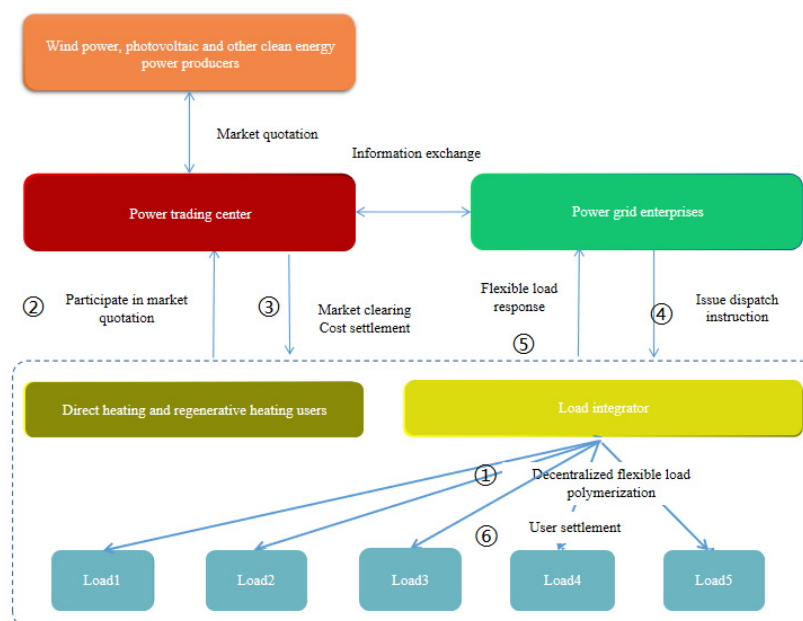 Wind power, photovoltaic and other clean energy
power producers
Market quotation
Information exchange
Power trading center
Power grid enterprises
②
Participate in market
quotation
③
Market clearing
Cost settlement
Flexible load
response
⑤
④
Issue dispatch
instruction
Direct heating and regenerative heating users
Load integrator
①
Decentralized flexible load
polymerization
⑥
User settlement
Load1
Load2
Load3
Load4
Load5